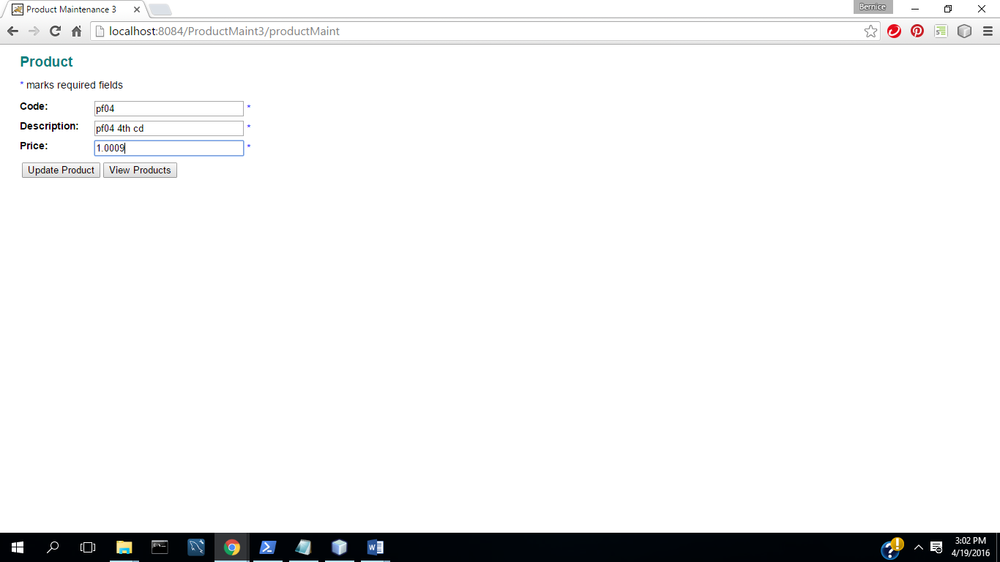 Product Maintenance 3
Bernice
localhost:8084/ProductMaint3/productMaint
Product
* marks required fields
Code: pf04 *
Description: pf04 4th cd *
Price: 1.0009 *
Update Product View Products
3:02 PM
4/19/2016